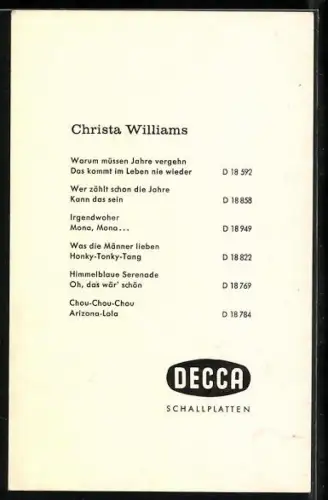 Christa Williams
Warum müssen Jahre vergehn
Das kommt im Leben nie wieder D 18 592
Wer zählt schon die Jahre
Kann das sein D 18 858
Irgendwoher
Mona, Mona... D 18 949
Was die Männer lieben
Honky-Tonky-Tang D 18 822
Himmelblaue Serenade
Oh, das wär' schön D 18 769
Chou-Chou-Chou
Arizona-Lola D 18 784
DECCA
SCHALLPLATTEN